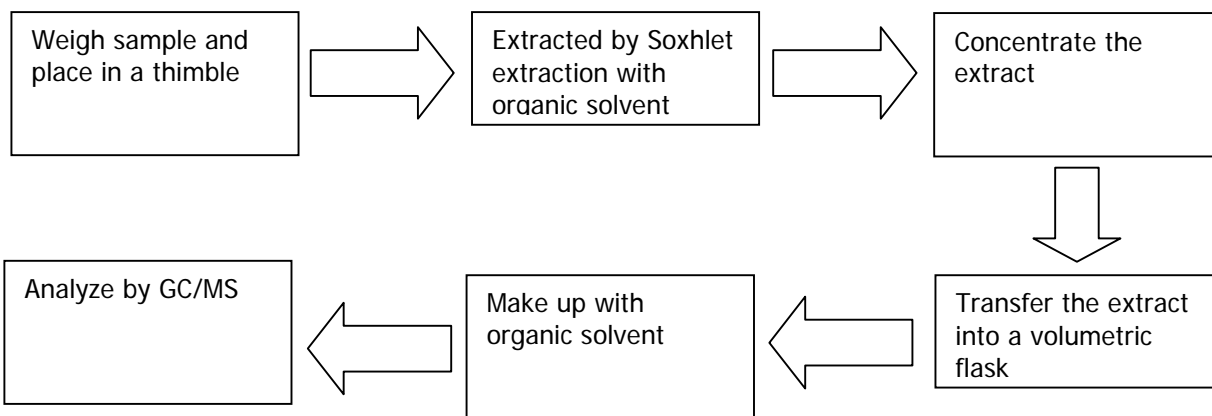 Weigh sample and
place in a thimble
Extracted by Soxhlet
extraction with
organic solvent
Concentrate the
extract
Transfer the extract
into a volumetric
flask
Make up with
organic solvent
Analyze by GC/MS